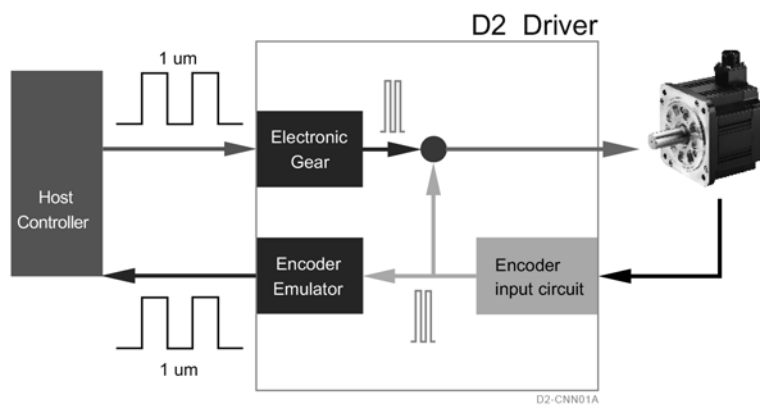 D2 Driver
1 um
Electronic
Gear
Host
Controller
Encoder
Emulator
Encoder
input circuit
1 um
D2-CNN01A